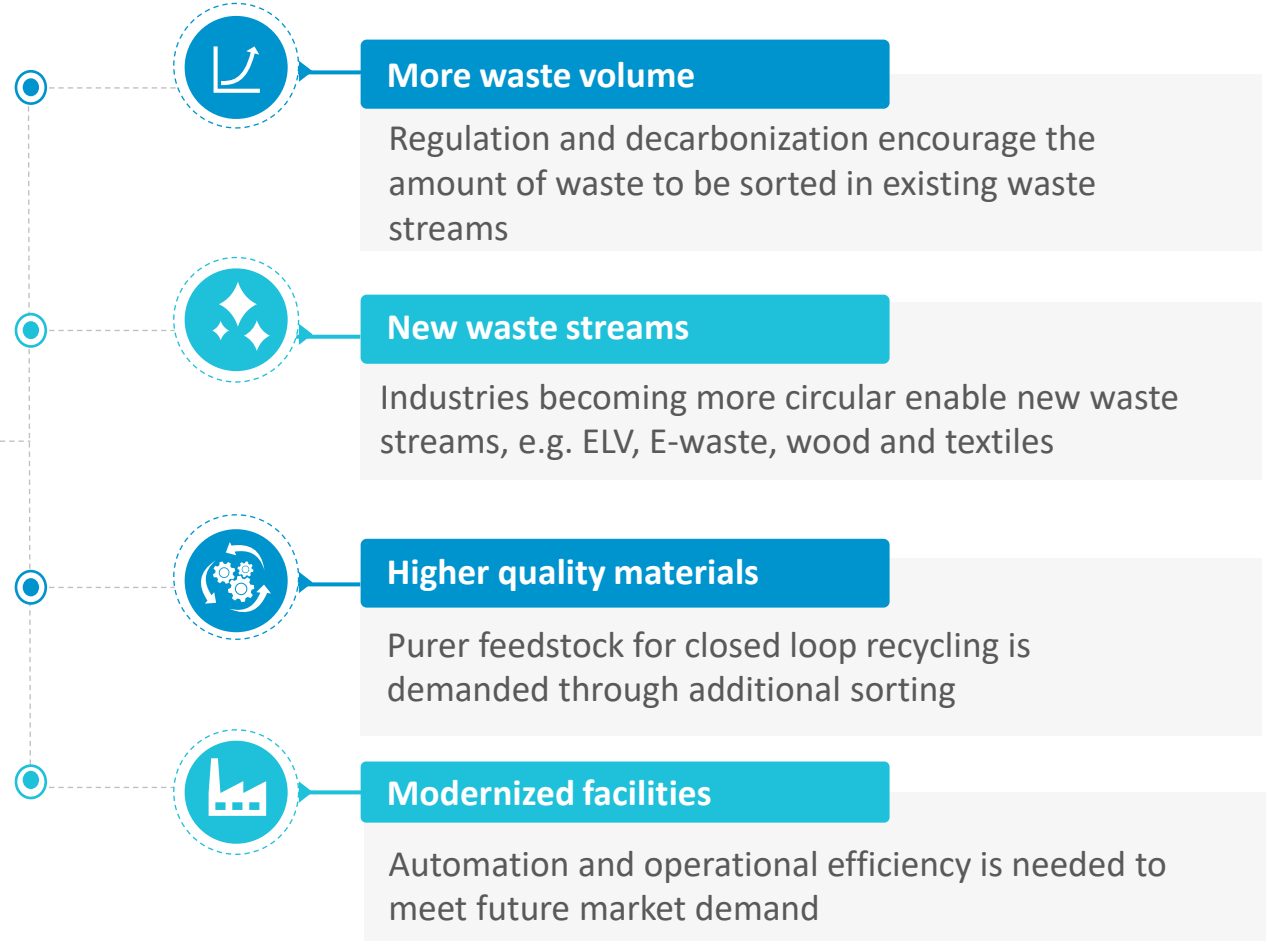 More waste volume
Regulation and decarbonization encourage the
amount of waste to be sorted in existing waste
streams
New waste streams
Industries becoming more circular enable new waste
streams, e.g. ELV, E-waste, wood and textiles
Higher quality materials
Purer feedstock for closed loop recycling is
demanded through additional sorting
Modernized facilities
Automation and operational efficiency is needed to
meet future market demand